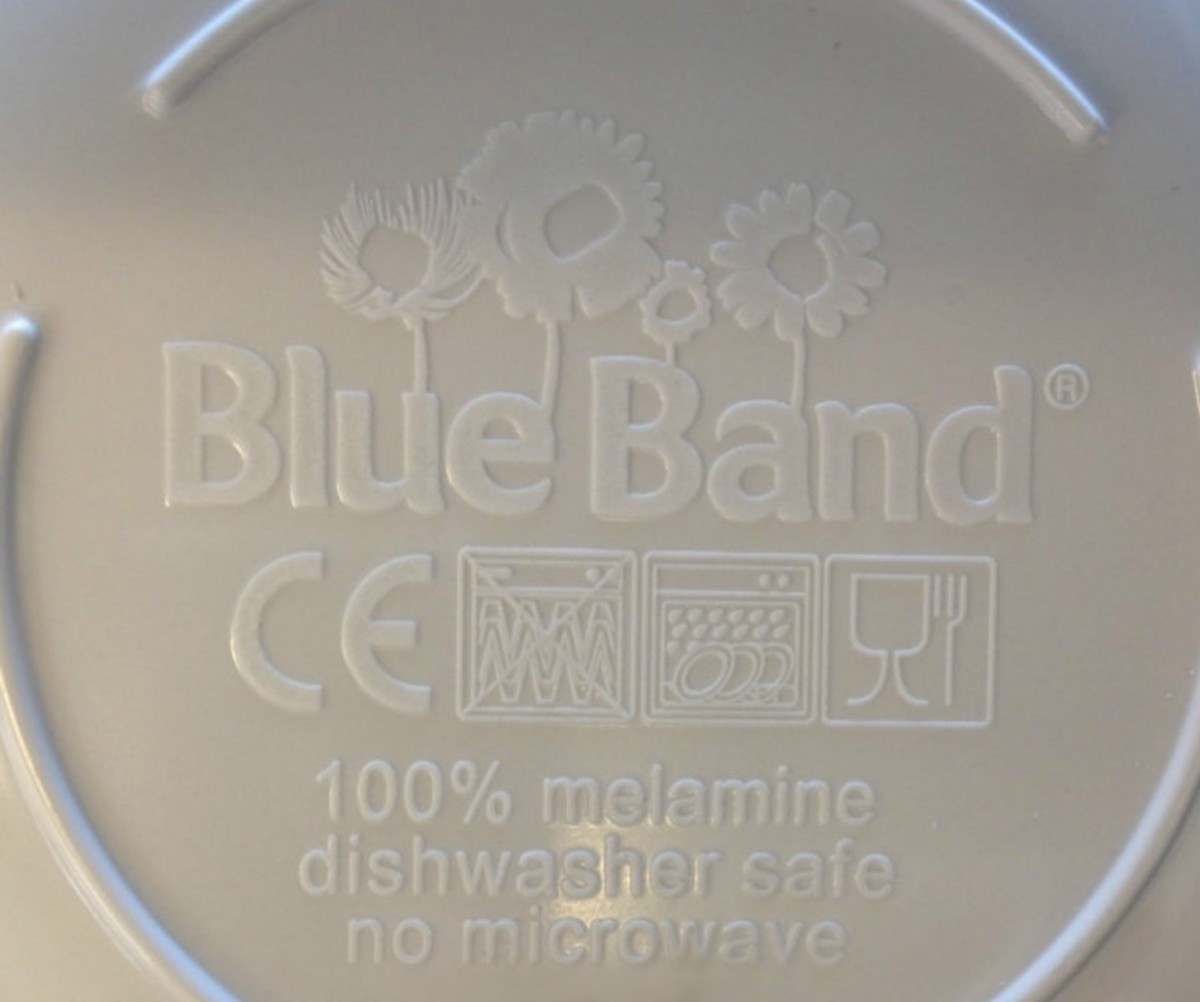 Blue Band®
CE
100% melamine
dishwasher safe
no microwave